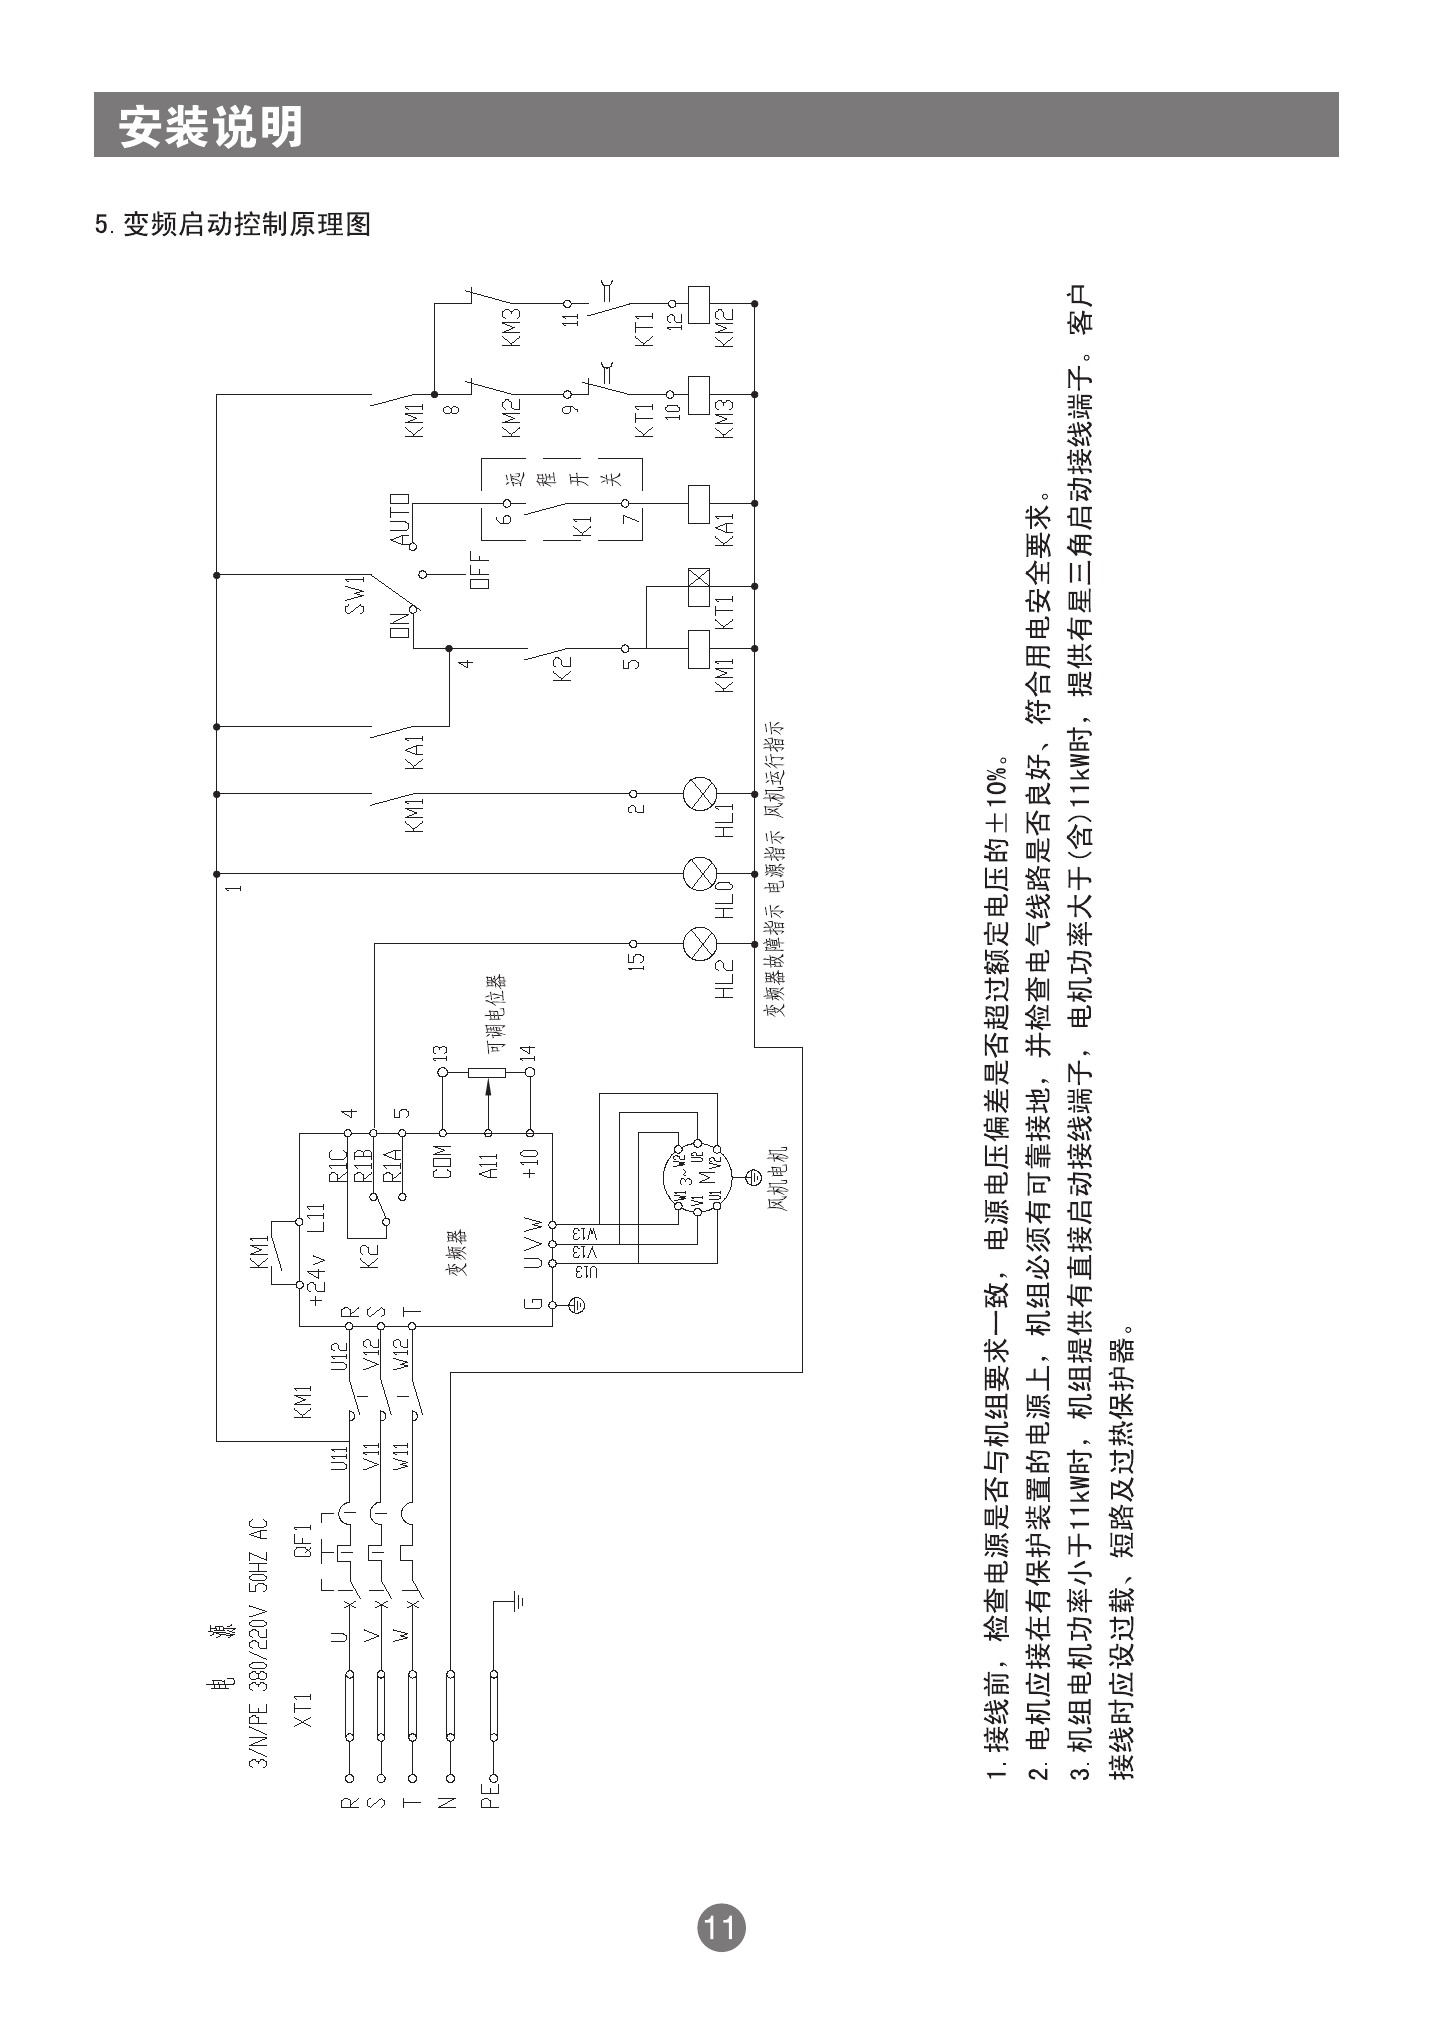 安装说明
5. 变频启动控制原理图
电 源
3/N/PE 380/220V 50HZ AC
XT1
QF1
KM1
R
S
T
N
PE
U
V
W
U11
V11
W11
U12
V12
W12
KM1
+24v
L11
R
S
T
K2
R1C
R1B
R1A
4
5
变频器
COM
A11
+10
13
14
可调电位器
G
U
V
W
U13
V13
W13
W1
V1
U1
W2
U2
V2
3~
M
风机电机
1
15
HL2
变频器故障指示
HL0
电源指示
KM1
2
HL1
风机运行指示
KA1
SW1
ON
OFF
AUTO
4
K2
5
KM1
KT1
6
K1
7
远程开关
KA1
KM1
8
KM2
9
KT1
10
KM3
KM3
11
KT1
12
KM2
1. 接线前，检查电源是否与机组要求一致，电源电压偏差是否超过额定电压的±10%。
2. 电机应接在有保护装置的电源上，机组必须有可靠接地，并检查电气线路是否良好、符合用电安全要求。
3. 机组电机功率小于11kW时，机组提供有直接启动接线端子，电机功率大于(含)11kW时，提供有星三角启动接线端子。客户
接线时应设过载、短路及过热保护器。
11